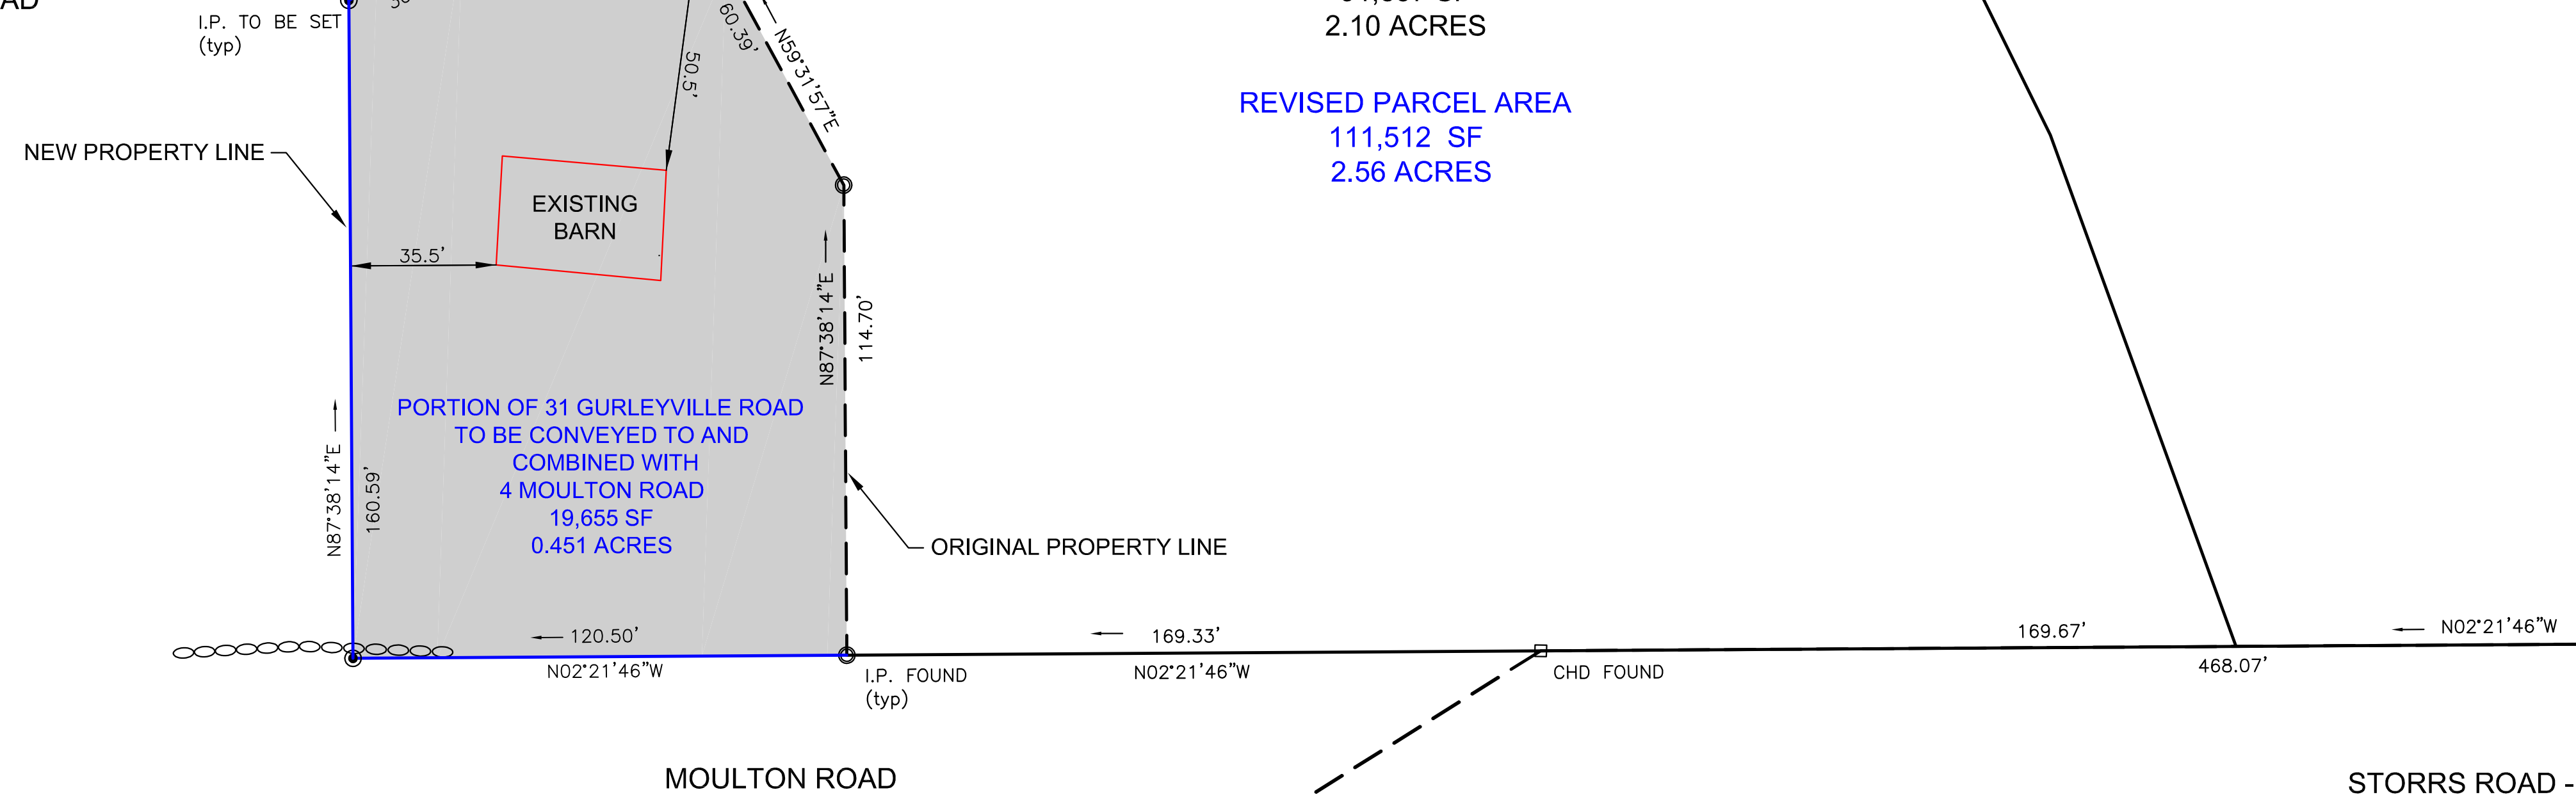 I.P. TO BE SET
(typ)
60.39'
N59°31'57"E
50.5'
2.10 ACRES
REVISED PARCEL AREA
111,512 SF
2.56 ACRES
NEW PROPERTY LINE
EXISTING
BARN
35.5'
N87°38'14"E
114.70'
PORTION OF 31 GURLEYVILLE ROAD
TO BE CONVEYED TO AND
COMBINED WITH
4 MOULTON ROAD
19,655 SF
0.451 ACRES
N87°38'14"E
160.59'
ORIGINAL PROPERTY LINE
120.50'
N02°21'46"W
169.33'
N02°21'46"W
169.67'
N02°21'46"W
468.07'
I.P. FOUND
(typ)
CHD FOUND
MOULTON ROAD
STORRS ROAD -